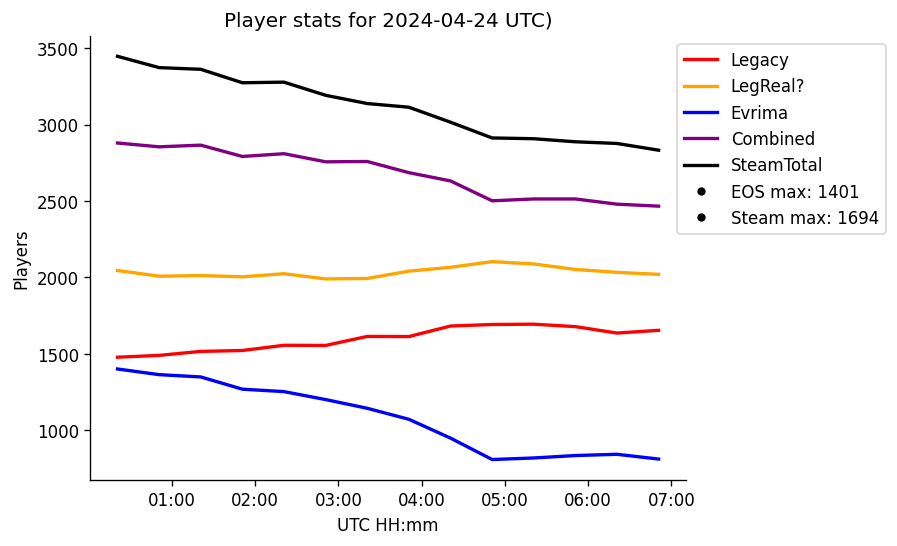 Player stats for 2024-04-24 UTC)
3500
3000
2500
2000
1500
1000
Players
01:00 02:00 03:00 04:00 05:00 06:00 07:00
UTC HH:mm
Legacy
LegReal?
Evrima
Combined
SteamTotal
EOS max: 1401
Steam max: 1694